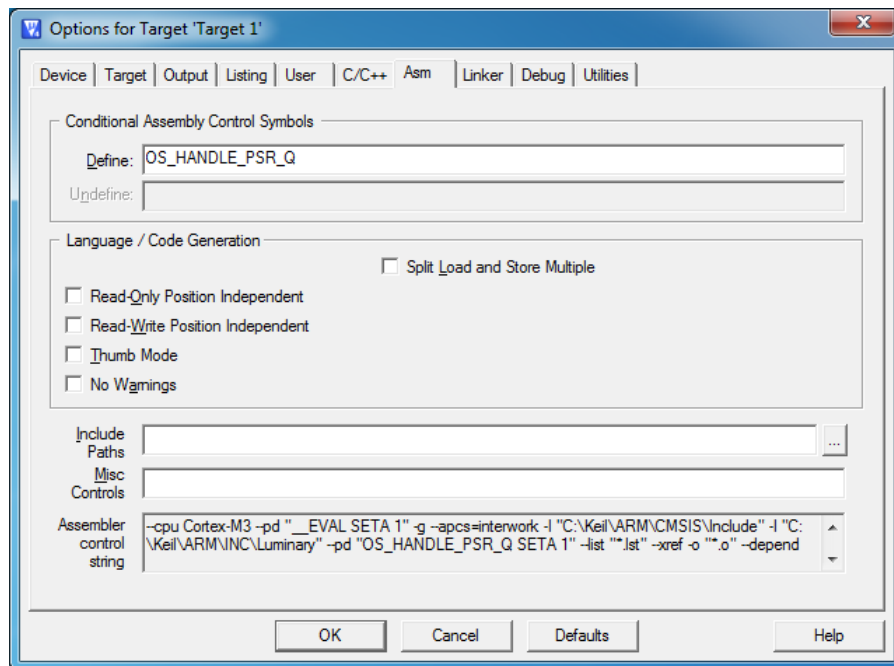 Options for Target 'Target 1'
Device Target Output Listing User C/C++ Asm Linker Debug Utilities
Conditional Assembly Control Symbols
Define: OS_HANDLE_PSR_Q
Undefine:
Language / Code Generation
Split Load and Store Multiple
Read-Only Position Independent
Read-Write Position Independent
Thumb Mode
No Warnings
Include
Paths
...
Misc
Controls
Assembler
control
string
--cpu Cortex-M3 --pd "__EVAL SETA 1" -g --apcs=interwork -I "C:\Keil\ARM\CMSIS\Include" -I "C:
\Keil\ARM\INC\Luminary" --pd "OS_HANDLE_PSR_Q SETA 1" --list "*.lst" --xref -o "*.o" --depend
OK Cancel Defaults Help